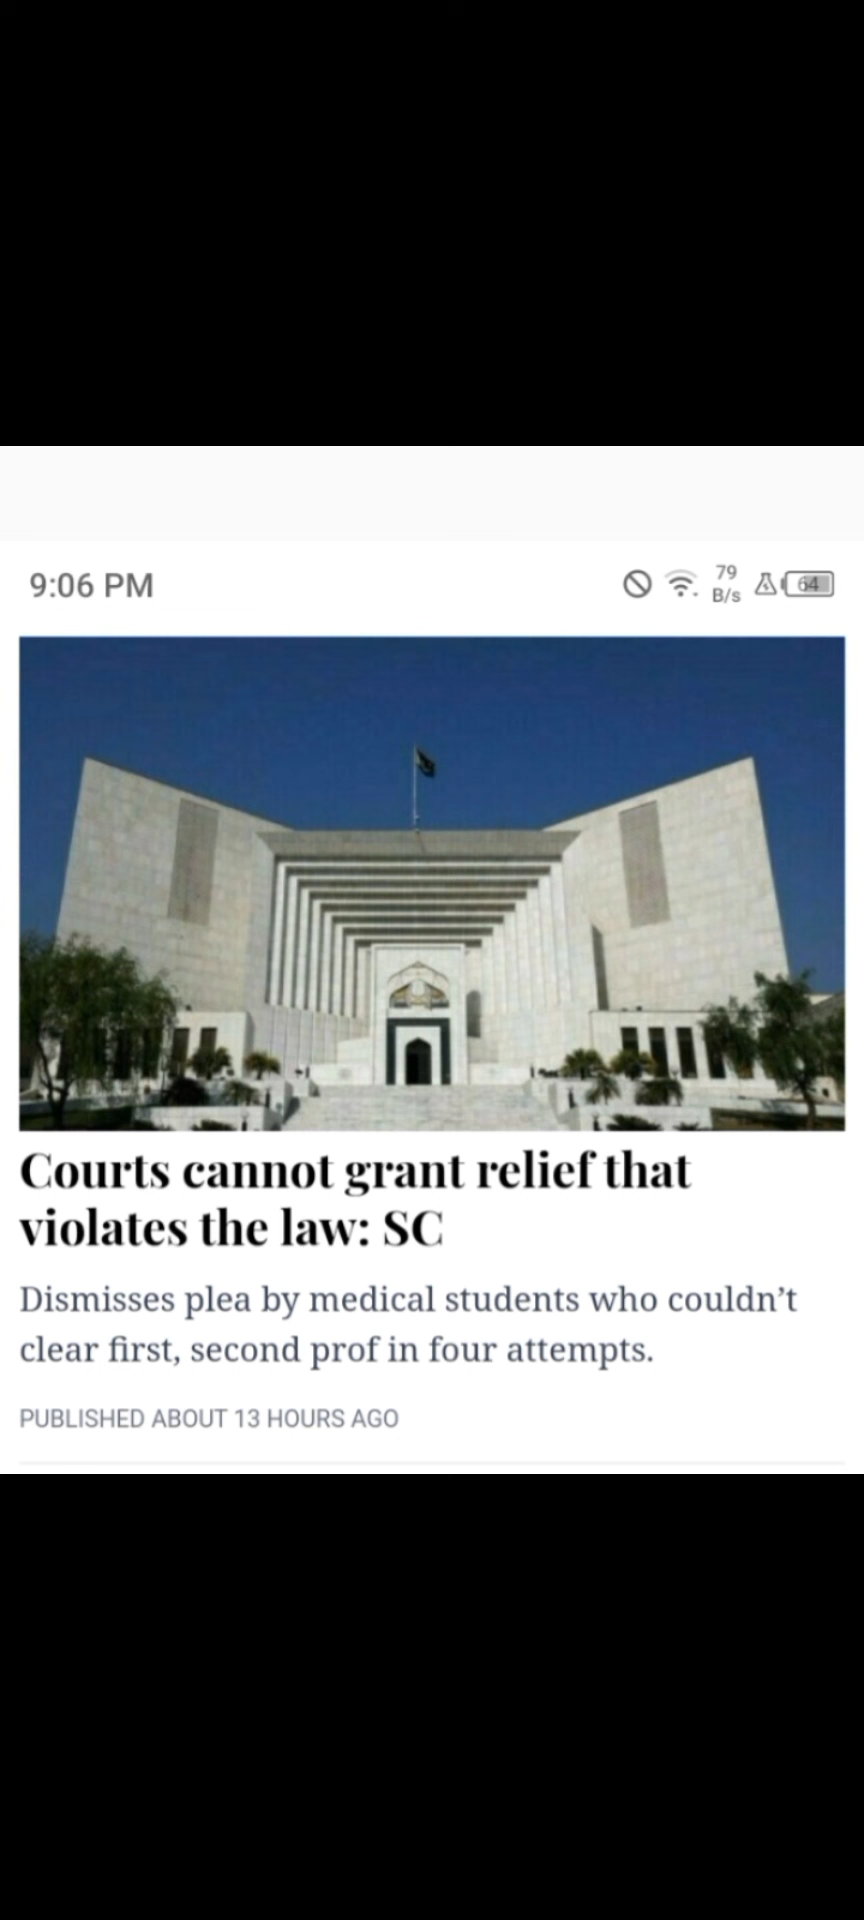 9:06 PM
79
B/s
64
Courts cannot grant relief that
violates the law: SC
Dismisses plea by medical students who couldn’t
clear first, second prof in four attempts.
PUBLISHED ABOUT 13 HOURS AGO